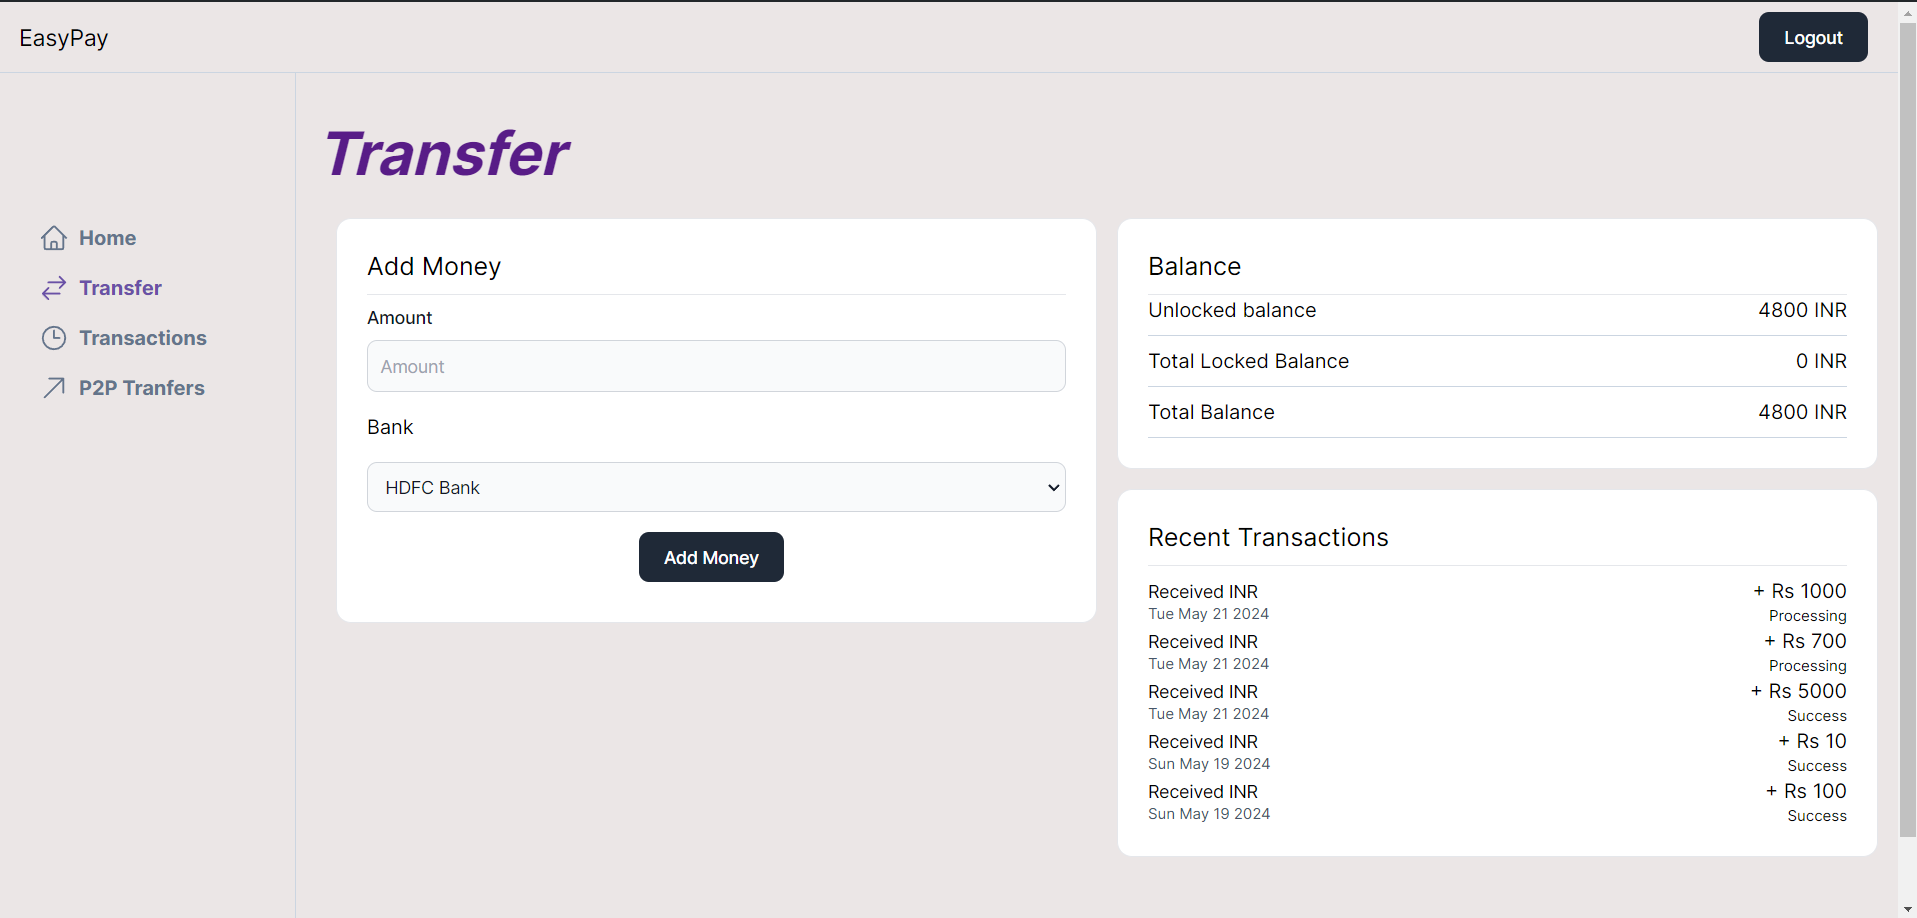 EasyPay
Logout
Home
Transfer
Transactions
P2P Tranfers
Transfer
Add Money
Amount
Amount
Bank
HDFC Bank
Add Money
Balance
Unlocked balance 4800 INR
Total Locked Balance 0 INR
Total Balance 4800 INR
Recent Transactions
Received INR + Rs 1000
Tue May 21 2024 Processing
Received INR + Rs 700
Tue May 21 2024 Processing
Received INR + Rs 5000
Tue May 21 2024 Success
Received INR + Rs 10
Sun May 19 2024 Success
Received INR + Rs 100
Sun May 19 2024 Success